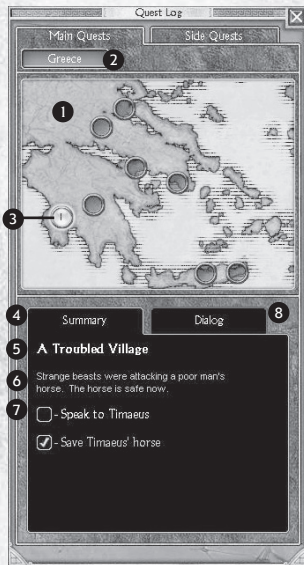 Quest Log
X
Main Quests Side Quests
Greece 2
1
3
4 Summary Dialog 8
5 A Troubled Village
6 Strange beasts were attacking a poor man's
horse. The horse is safe now.
7 - Speak to Timaeus
- Save Timaeus' horse